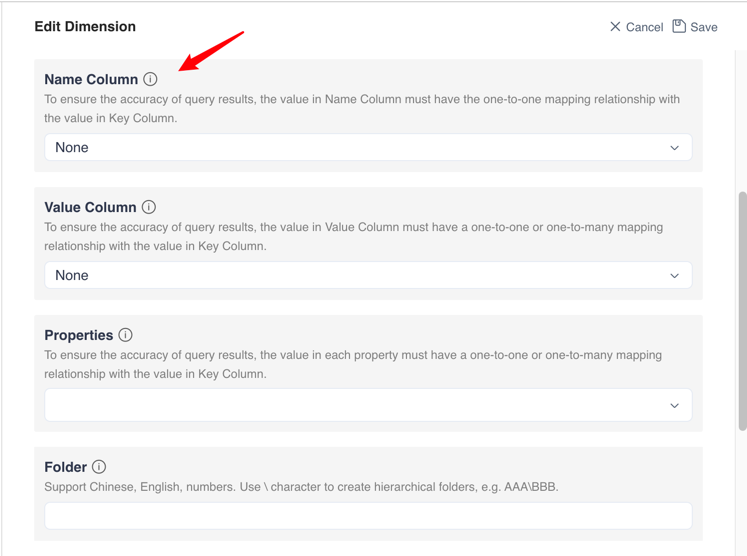 Edit Dimension
Cancel
Save
Name Column
To ensure the accuracy of query results, the value in Name Column must have the one-to-one mapping relationship with
the value in Key Column.
None
Value Column
To ensure the accuracy of query results, the value in Value Column must have a one-to-one or one-to-many mapping
relationship with the value in Key Column.
None
Properties
To ensure the accuracy of query results, the value in each property must have a one-to-one or one-to-many mapping
relationship with the value in Key Column.
Folder
Support Chinese, English, numbers. Use \ character to create hierarchical folders, e.g. AAA\BBB.